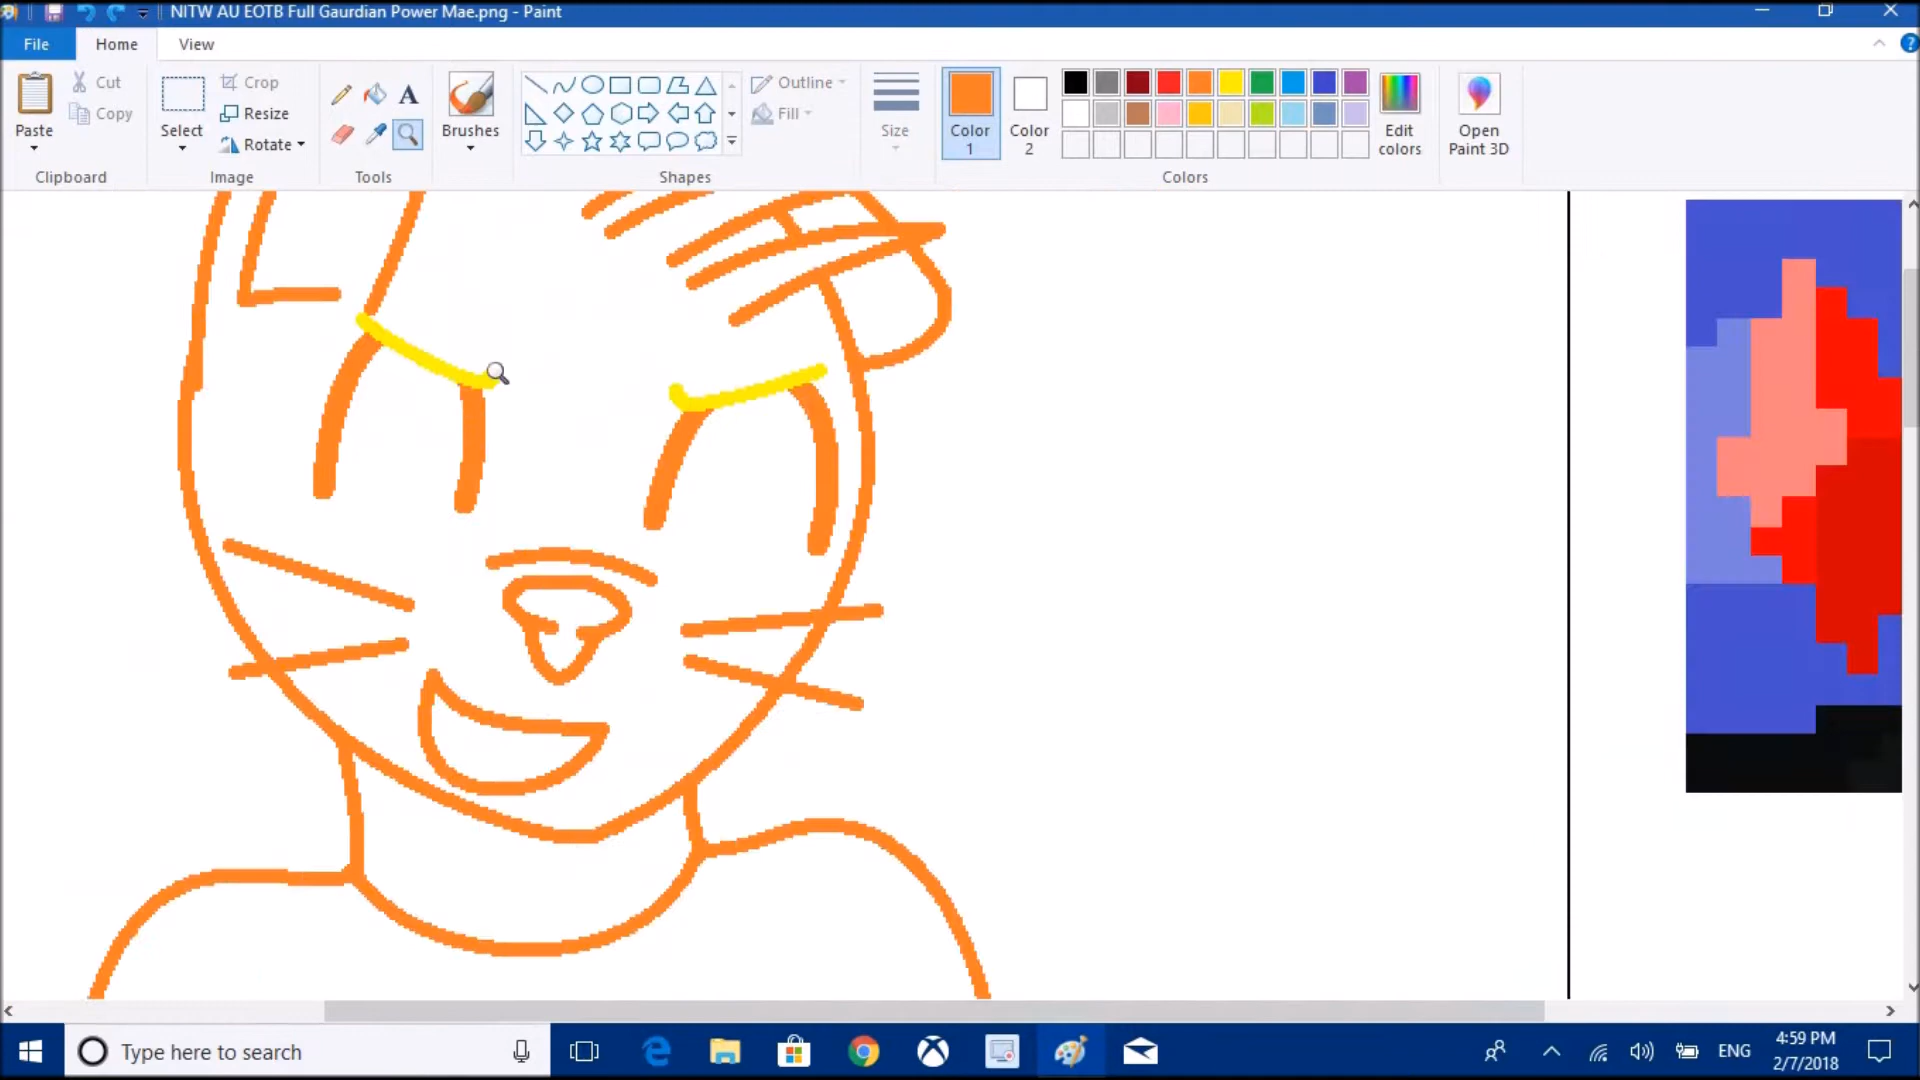 NITW AU EOTB Full Gaurdian Power Mae.png - Paint
File Home View
Paste
Cut
Copy
Clipboard
Select
Crop
Resize
Rotate
Image
A
Tools
Brushes
Shapes
Outline
Fill
Size
Color 1
Color 2
Edit colors
Colors
Open Paint 3D
Type here to search
ENG
4:59 PM
2/7/2018